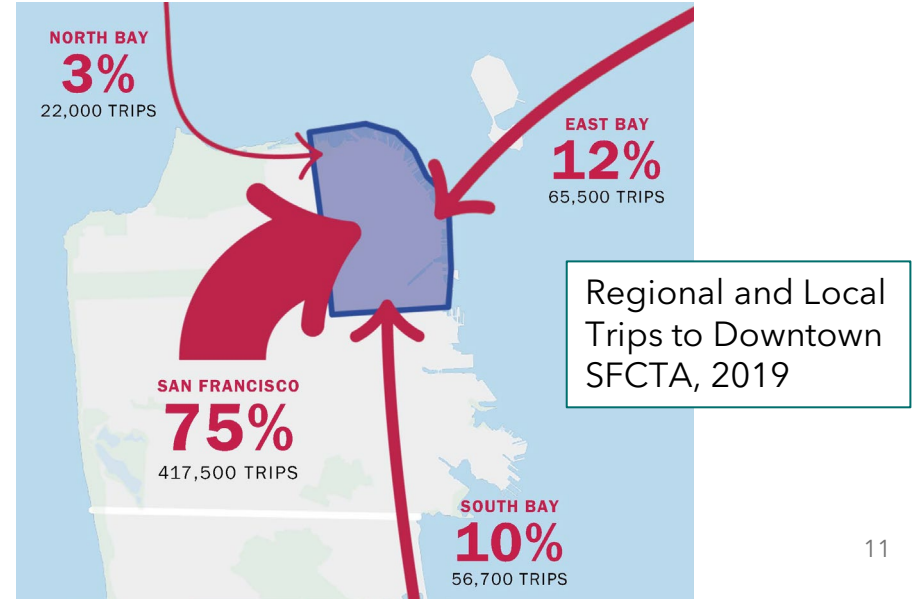 NORTH BAY
3%
22,000 TRIPS
EAST BAY
12%
65,500 TRIPS
Regional and Local
Trips to Downtown
SFCTA, 2019
SAN FRANCISCO
75%
417,500 TRIPS
SOUTH BAY
10%
56,700 TRIPS
11